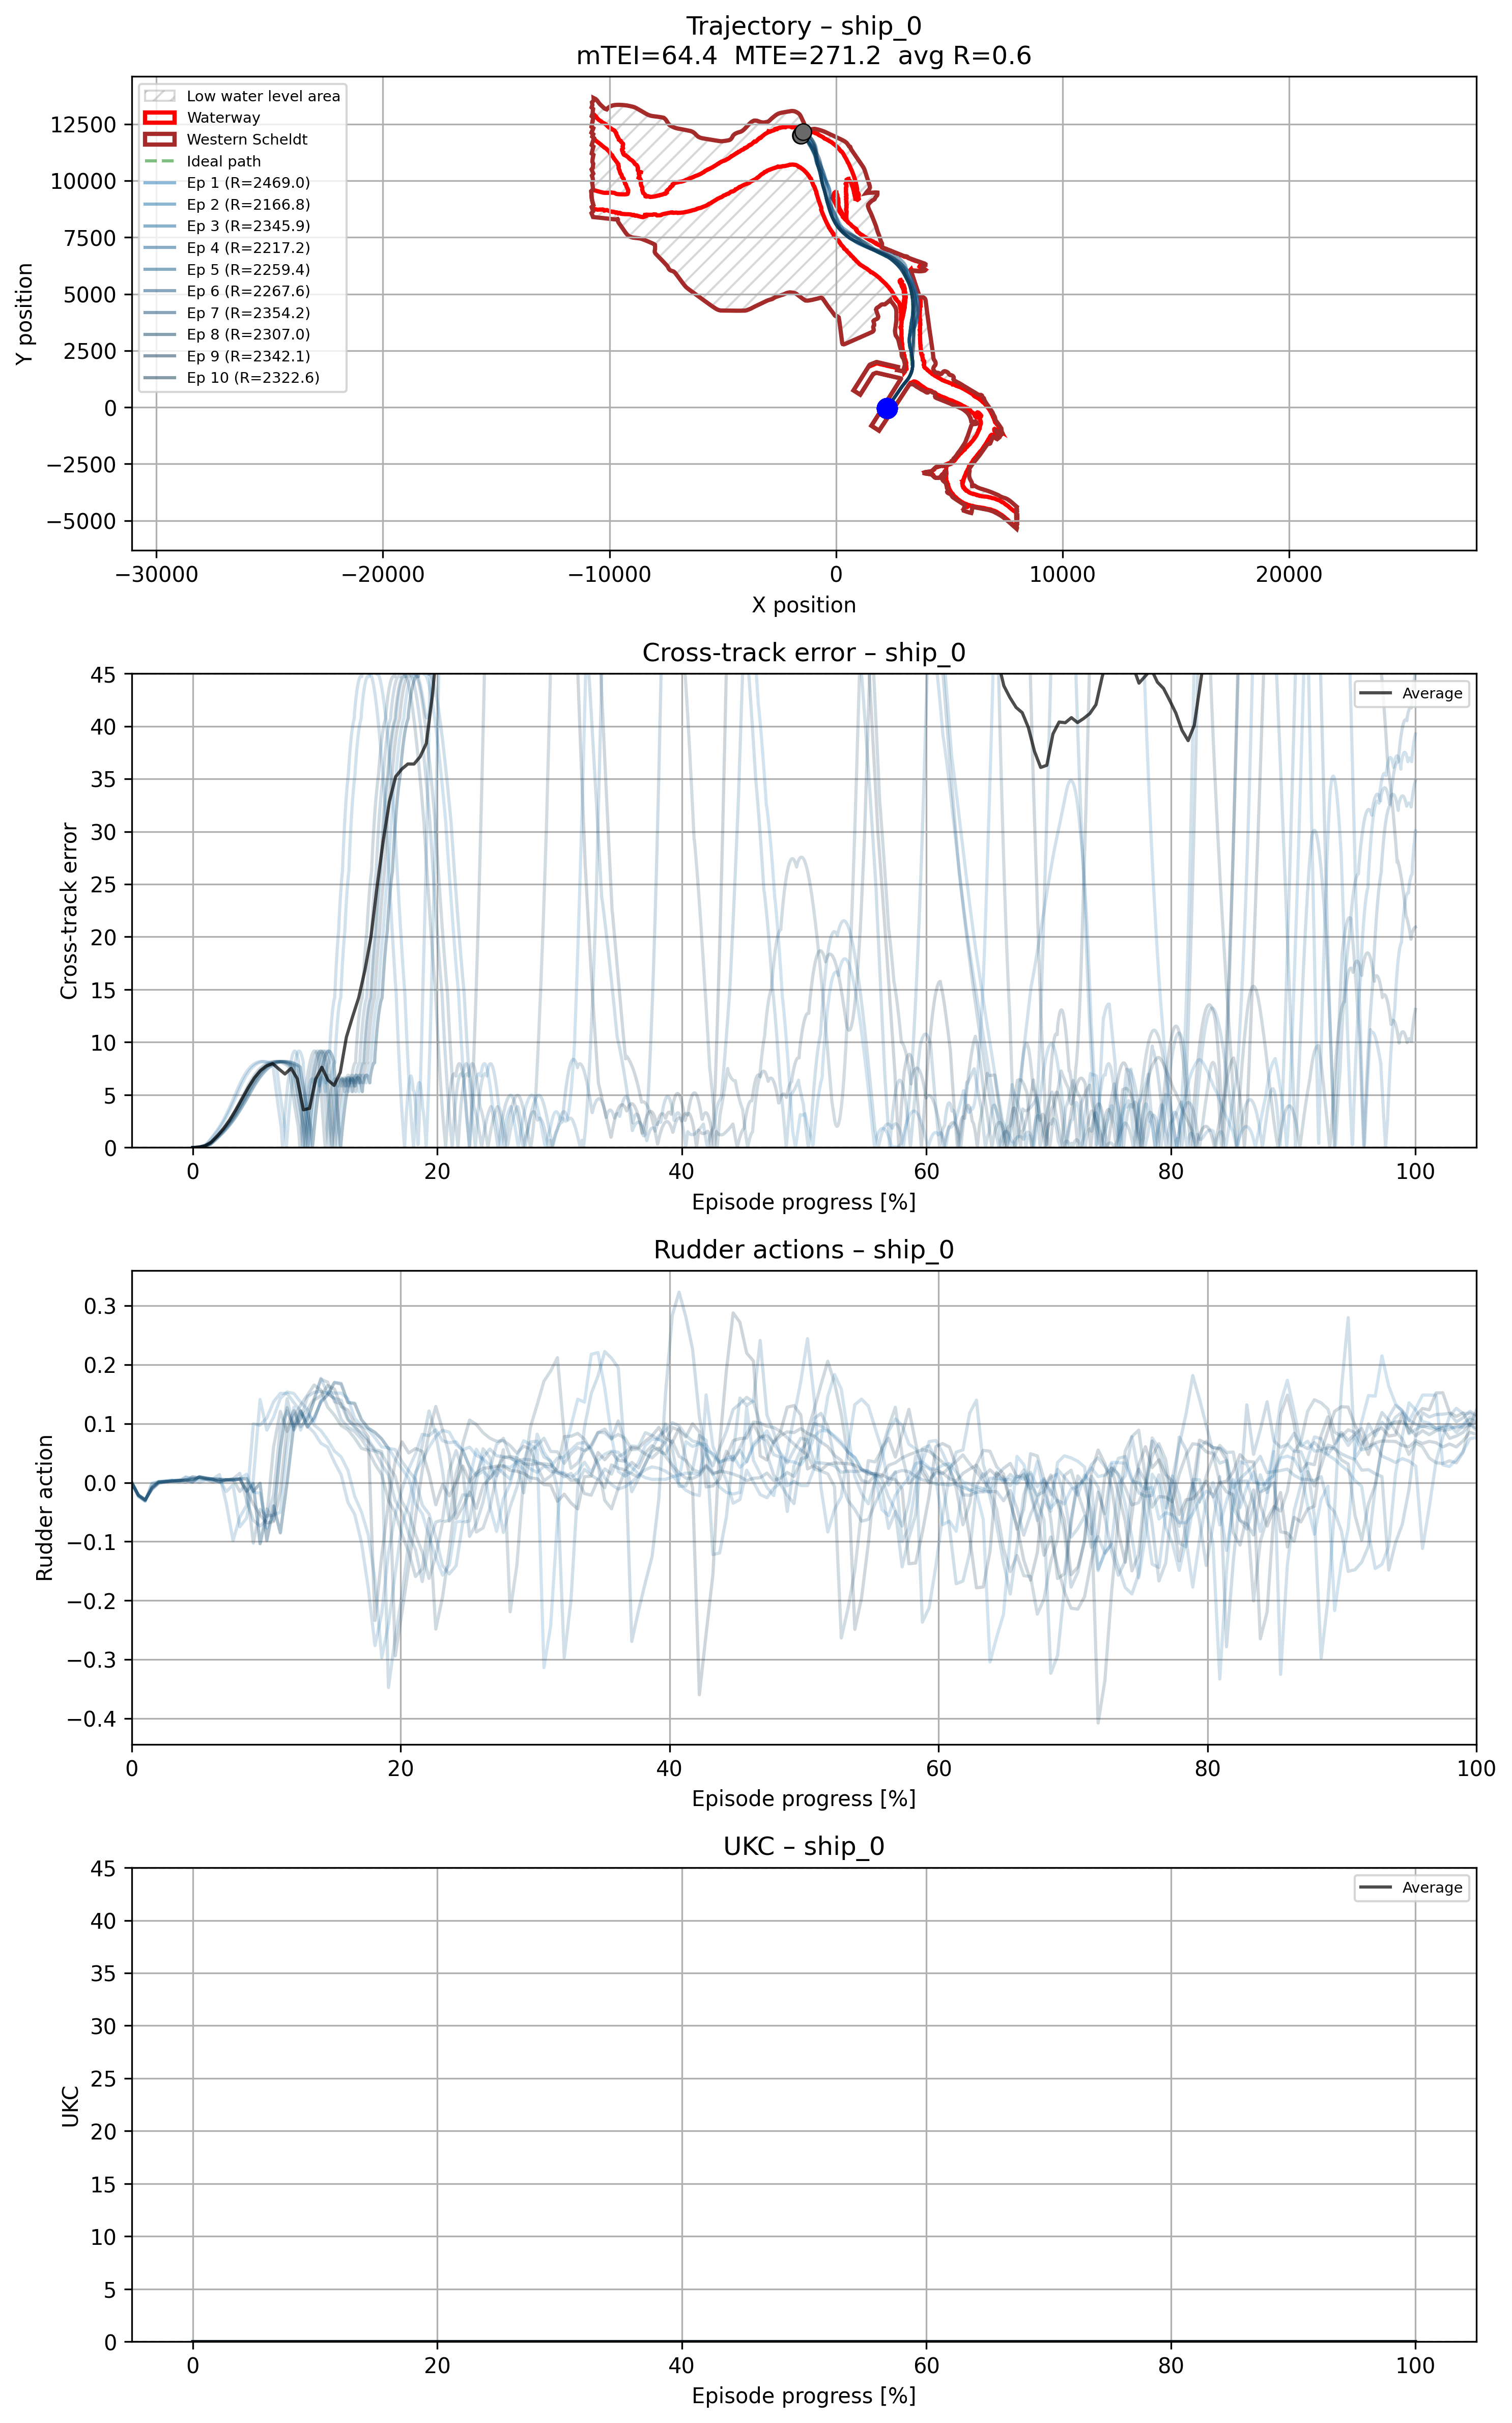 Trajectory – ship_0
mTEI=64.4  MTE=271.2  avg R=0.6
Low water level area
Waterway
Western Scheldt
Ideal path
Ep 1 (R=2469.0)
Ep 2 (R=2166.8)
Ep 3 (R=2345.9)
Ep 4 (R=2217.2)
Ep 5 (R=2259.4)
Ep 6 (R=2267.6)
Ep 7 (R=2354.2)
Ep 8 (R=2307.0)
Ep 9 (R=2342.1)
Ep 10 (R=2322.6)
Y position
12500
10000
7500
5000
2500
0
−2500
−5000
−30000 −20000 −10000 0 10000 20000
X position
Cross-track error – ship_0
Average
Cross-track error
45
40
35
30
25
20
15
10
5
0
0 20 40 60 80 100
Episode progress [%]
Rudder actions – ship_0
Rudder action
0.3
0.2
0.1
0.0
−0.1
−0.2
−0.3
−0.4
0 20 40 60 80 100
Episode progress [%]
UKC – ship_0
Average
UKC
45
40
35
30
25
20
15
10
5
0
0 20 40 60 80 100
Episode progress [%]